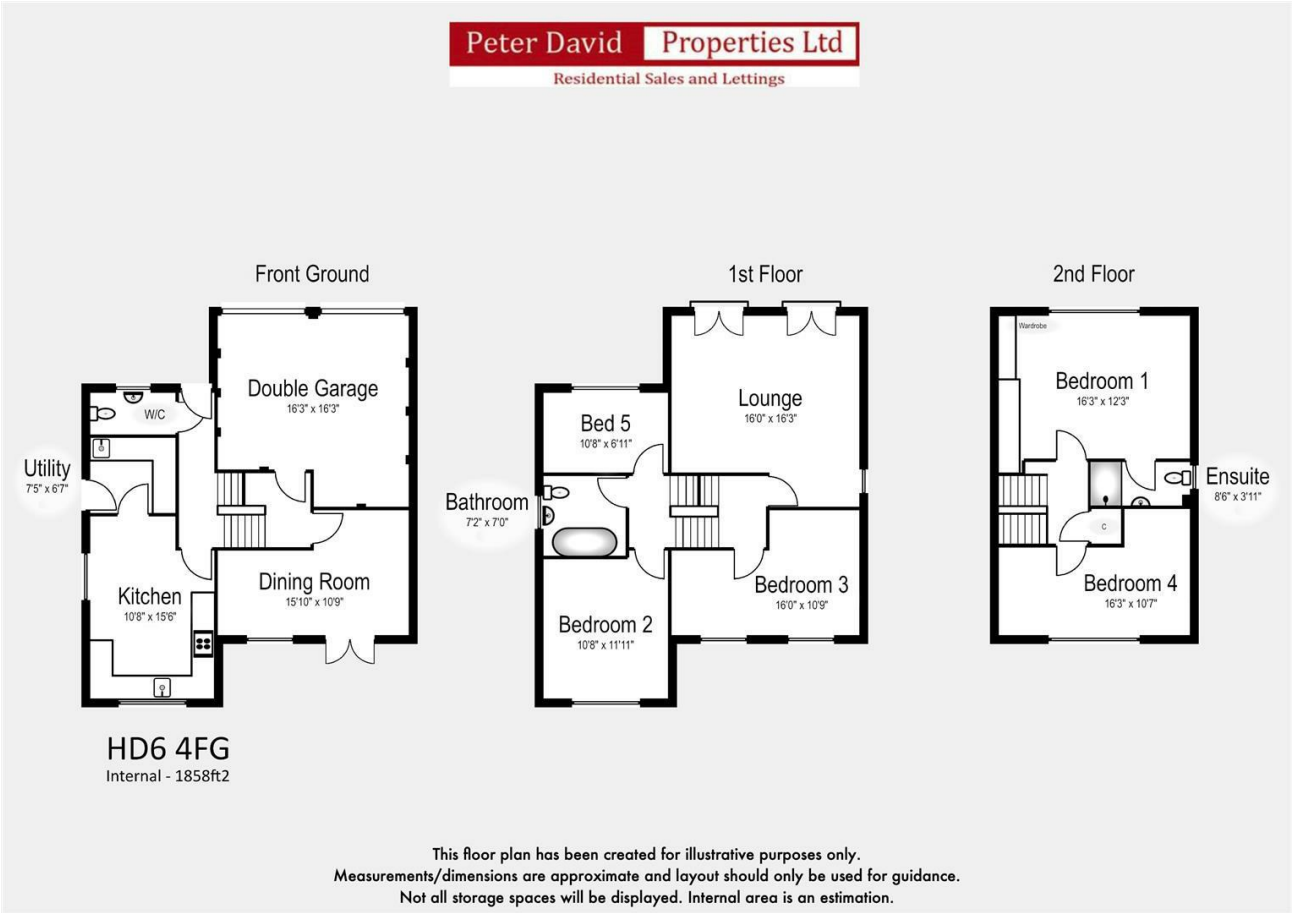 Peter David Properties Ltd
Residential Sales and Lettings
Front Ground
1st Floor
2nd Floor
Double Garage
16'3" x 16'3"
W/C
Utility
7'5" x 6'7"
Kitchen
10'8" x 15'6"
Dining Room
15'10" x 10'9"
Lounge
16'0" x 16'3"
Bed 5
10'8" x 6'11"
Bathroom
7'2" x 7'0"
Bedroom 3
16'0" x 10'9"
Bedroom 2
10'8" x 11'11"
Wardrobe
Bedroom 1
16'3" x 12'3"
Ensuite
8'6" x 3'11"
C
Bedroom 4
16'3" x 10'7"
HD6 4FG
Internal - 1858ft2
This floor plan has been created for illustrative purposes only.
Measurements/dimensions are approximate and layout should only be used for guidance.
Not all storage spaces will be displayed. Internal area is an estimation.